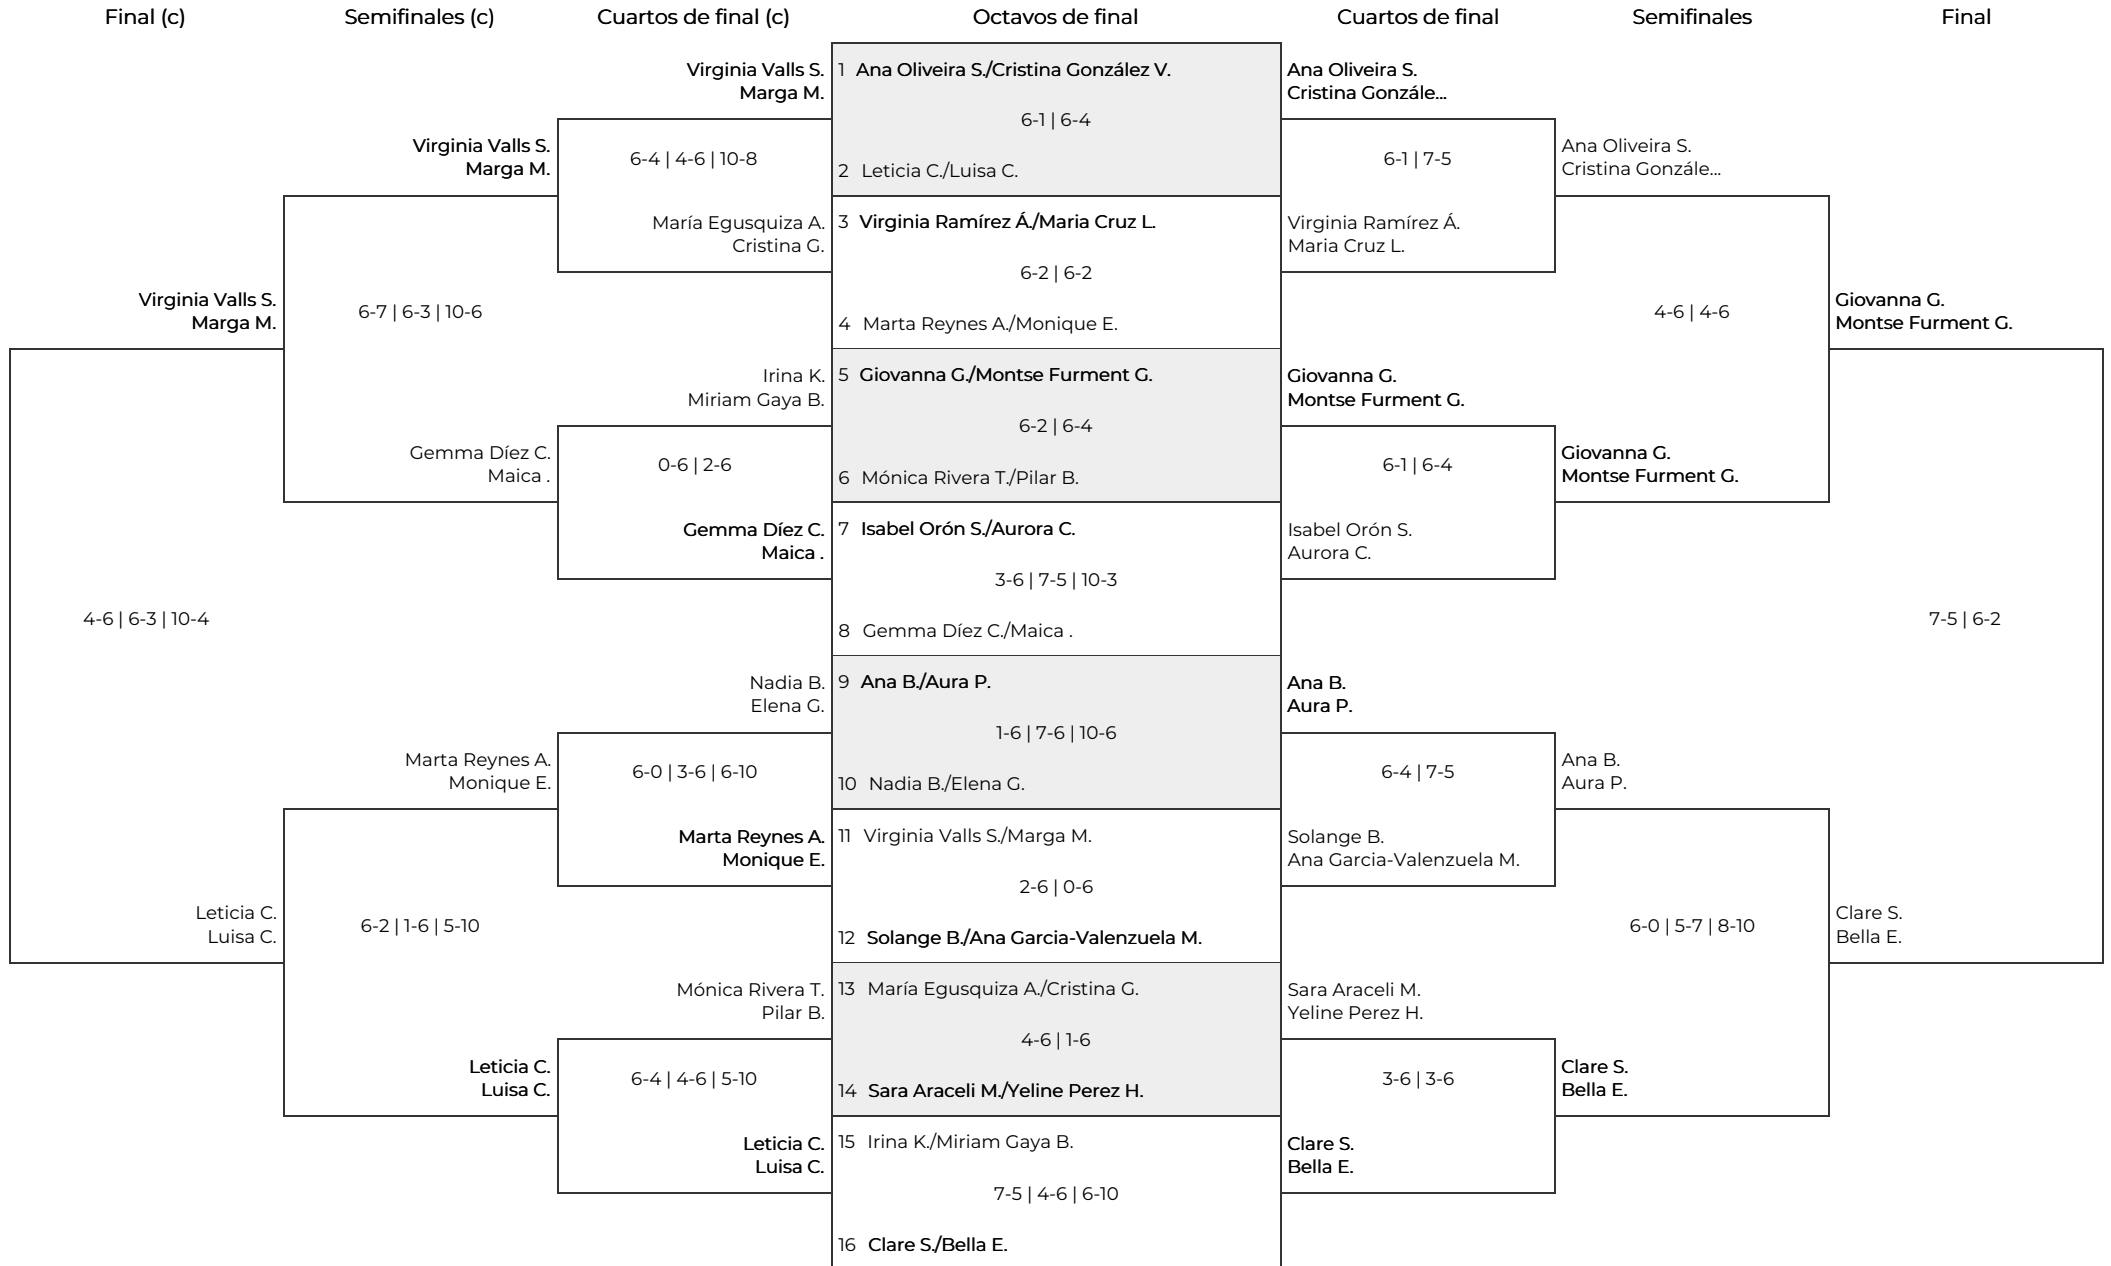 Final (c)
Semifinales (c)
Cuartos de final (c)
Octavos de final
Cuartos de final
Semifinales
Final
Virginia Valls S.
Marga M.
4-6 | 6-3 | 10-4
Leticia C.
Luisa C.
Virginia Valls S.
Marga M.
6-7 | 6-3 | 10-6
Gemma Díez C.
Maica .
Marta Reynes A.
Monique E.
6-2 | 1-6 | 5-10
Leticia C.
Luisa C.
Virginia Valls S.
Marga M.
6-4 | 4-6 | 10-8
María Egusquiza A.
Cristina G.
Irina K.
Miriam Gaya B.
0-6 | 2-6
Gemma Díez C.
Maica .
Nadia B.
Elena G.
6-0 | 3-6 | 6-10
Marta Reynes A.
Monique E.
Mónica Rivera T.
Pilar B.
6-4 | 4-6 | 5-10
Leticia C.
Luisa C.
1 Ana Oliveira S./Cristina González V.
6-1 | 6-4
2 Leticia C./Luisa C.
3 Virginia Ramírez Á./Maria Cruz L.
6-2 | 6-2
4 Marta Reynes A./Monique E.
5 Giovanna G./Montse Furment G.
6-2 | 6-4
6 Mónica Rivera T./Pilar B.
7 Isabel Orón S./Aurora C.
3-6 | 7-5 | 10-3
8 Gemma Díez C./Maica .
9 Ana B./Aura P.
1-6 | 7-6 | 10-6
10 Nadia B./Elena G.
11 Virginia Valls S./Marga M.
2-6 | 0-6
12 Solange B./Ana Garcia-Valenzuela M.
13 María Egusquiza A./Cristina G.
4-6 | 1-6
14 Sara Araceli M./Yeline Perez H.
15 Irina K./Miriam Gaya B.
7-5 | 4-6 | 6-10
16 Clare S./Bella E.
Ana Oliveira S.
Cristina Gonzále...
6-1 | 7-5
Virginia Ramírez Á.
Maria Cruz L.
Giovanna G.
Montse Furment G.
6-1 | 6-4
Isabel Orón S.
Aurora C.
Ana B.
Aura P.
6-4 | 7-5
Solange B.
Ana Garcia-Valenzuela M.
Sara Araceli M.
Yeline Perez H.
3-6 | 3-6
Clare S.
Bella E.
Ana Oliveira S.
Cristina Gonzále...
4-6 | 4-6
Giovanna G.
Montse Furment G.
Ana B.
Aura P.
6-0 | 5-7 | 8-10
Clare S.
Bella E.
Giovanna G.
Montse Furment G.
7-5 | 6-2
Clare S.
Bella E.